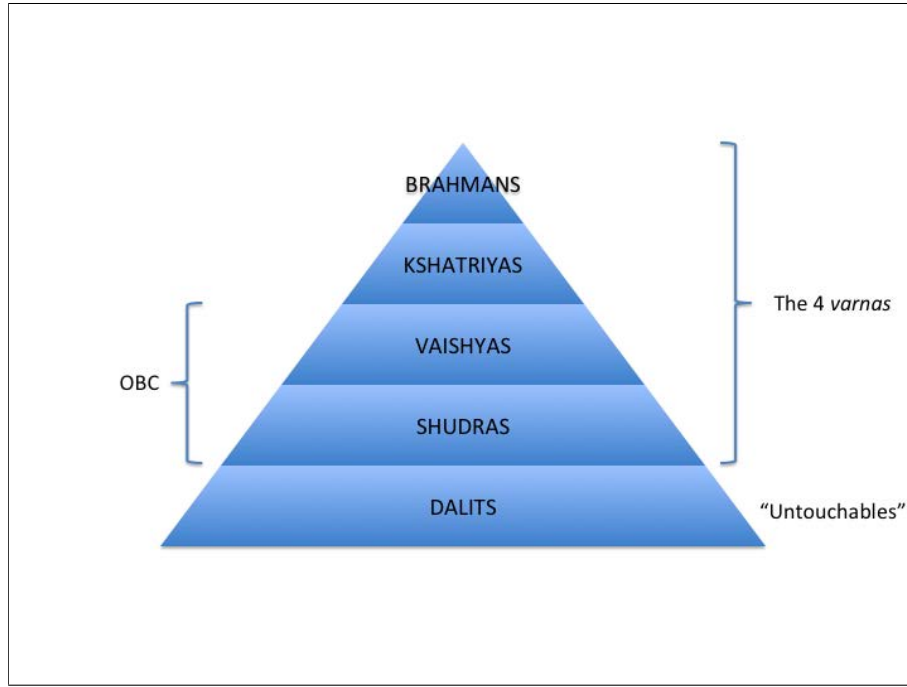 BRAHMANS
KSHATRIYAS
The 4 varnas
VAISHYAS
OBC
SHUDRAS
DALITS
“Untouchables”